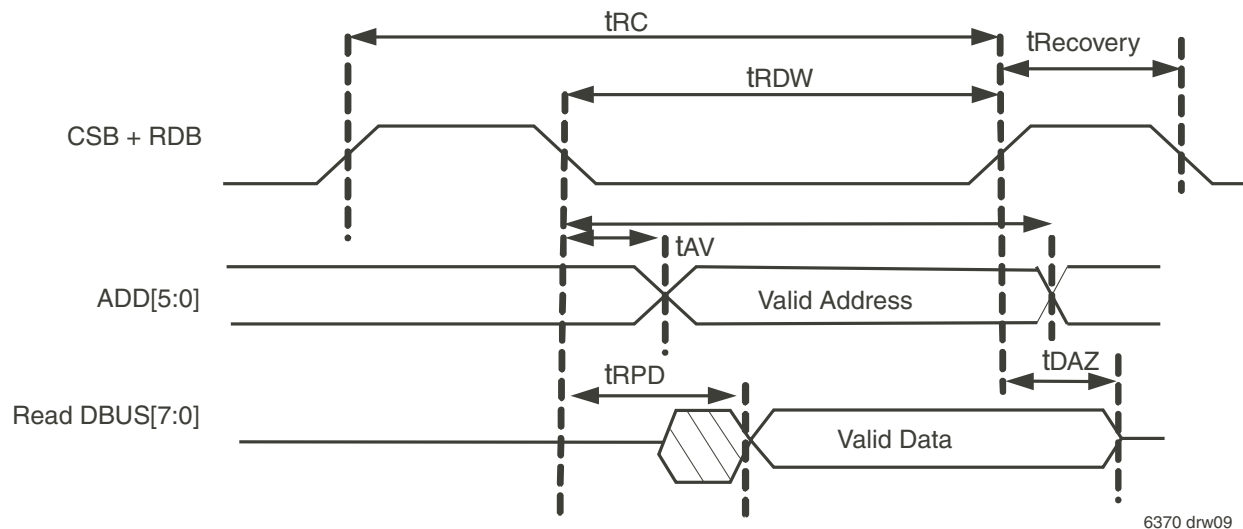 tRC
tRecovery
tRDW
CSB + RDB
tAV
ADD[5:0]
Valid Address
tRPD
tDAZ
Read DBUS[7:0]
Valid Data
6370 drw09